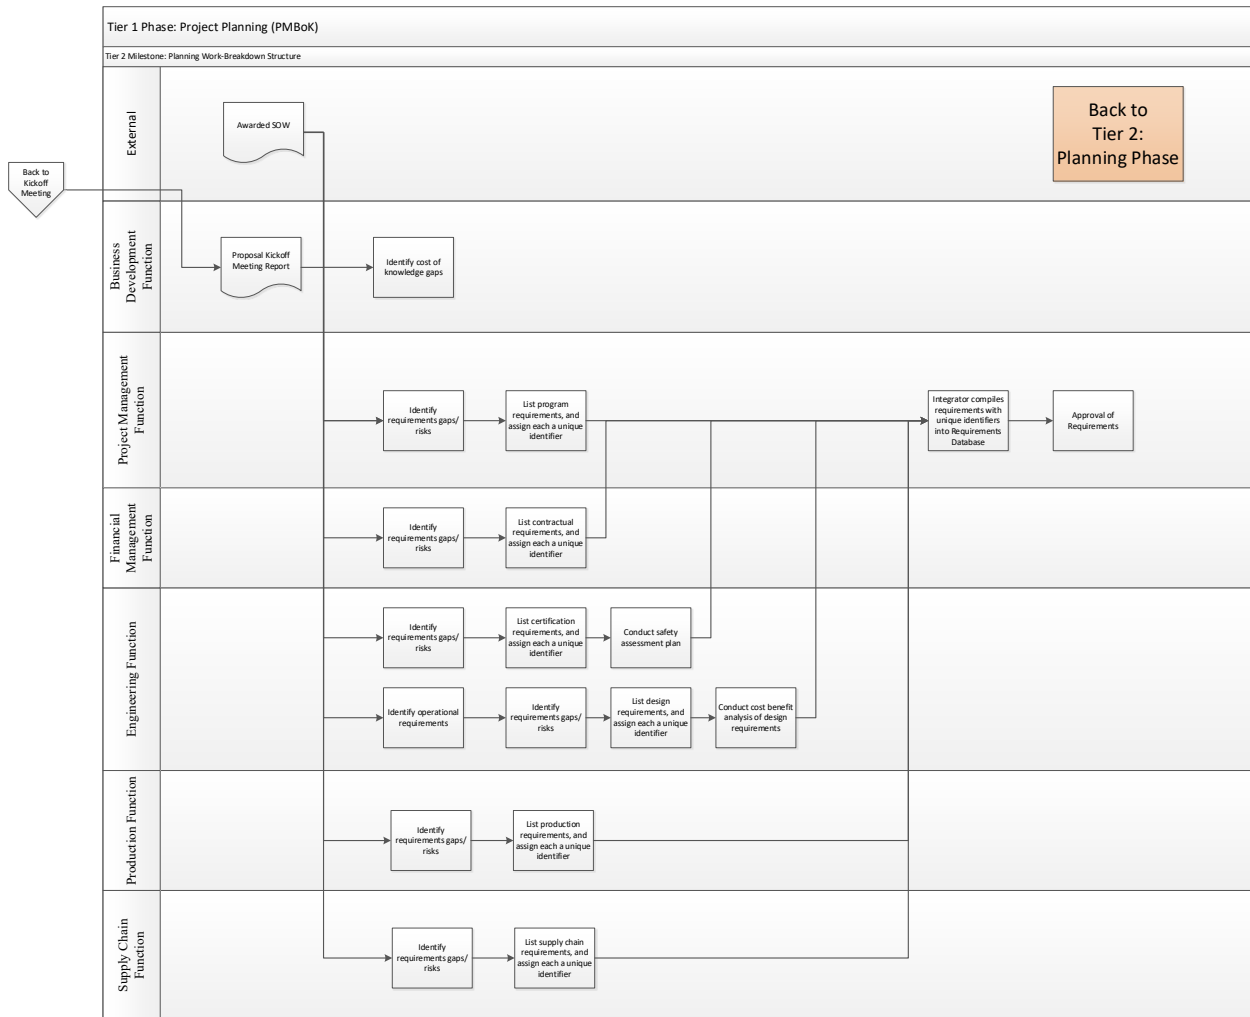 Tier 1 Phase: Project Planning (PMBoK)
Tier 2 Milestone: Planning Work-Breakdown Structure
External
Awarded SOW
Back to
Tier 2:
Planning Phase
Back to
Kickoff
Meeting
Business
Development
Function
Proposal Kickoff
Meeting Report
Identify cost of
knowledge gaps
Project Management
Function
Identify
requirements gaps/
risks
List program
requirements, and
assign each a unique
identifier
Integrator compiles
requirements with
unique identifiers
into Requirements
Database
Approval of
Requirements
Financial
Management
Function
Identify
requirements gaps/
risks
List contractual
requirements, and
assign each a unique
identifier
Engineering Function
Identify
requirements gaps/
risks
List certification
requirements, and
assign each a unique
identifier
Conduct safety
assessment plan
Identify operational
requirements
Identify
requirements gaps/
risks
List design
requirements, and
assign each a unique
identifier
Conduct cost benefit
analysis of design
requirements
Production Function
Identify
requirements gaps/
risks
List production
requirements, and
assign each a unique
identifier
Supply Chain
Function
Identify
requirements gaps/
risks
List supply chain
requirements, and
assign each a unique
identifier